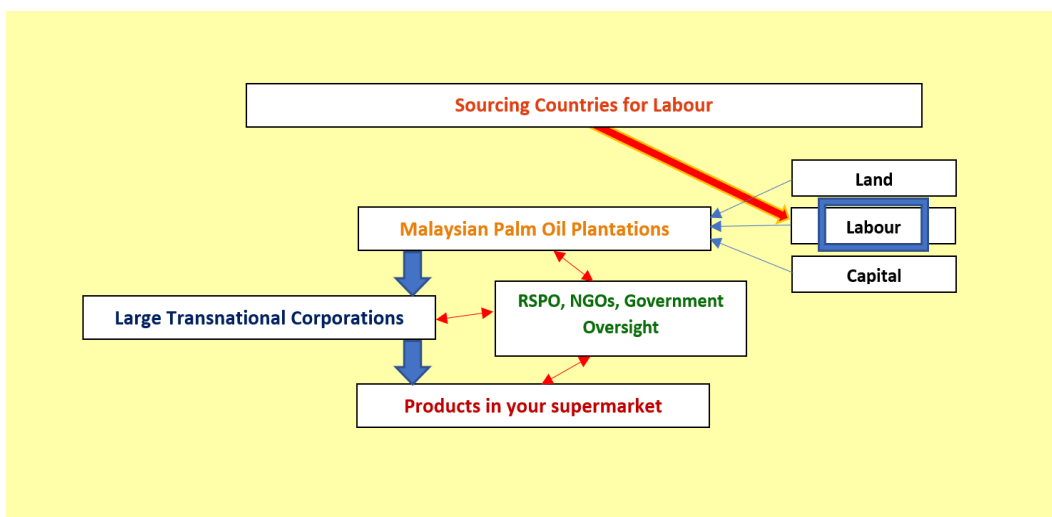 Sourcing Countries for Labour
Land
Malaysian Palm Oil Plantations
Labour
Capital
RSPO, NGOs, Government
Oversight
Large Transnational Corporations
Products in your supermarket